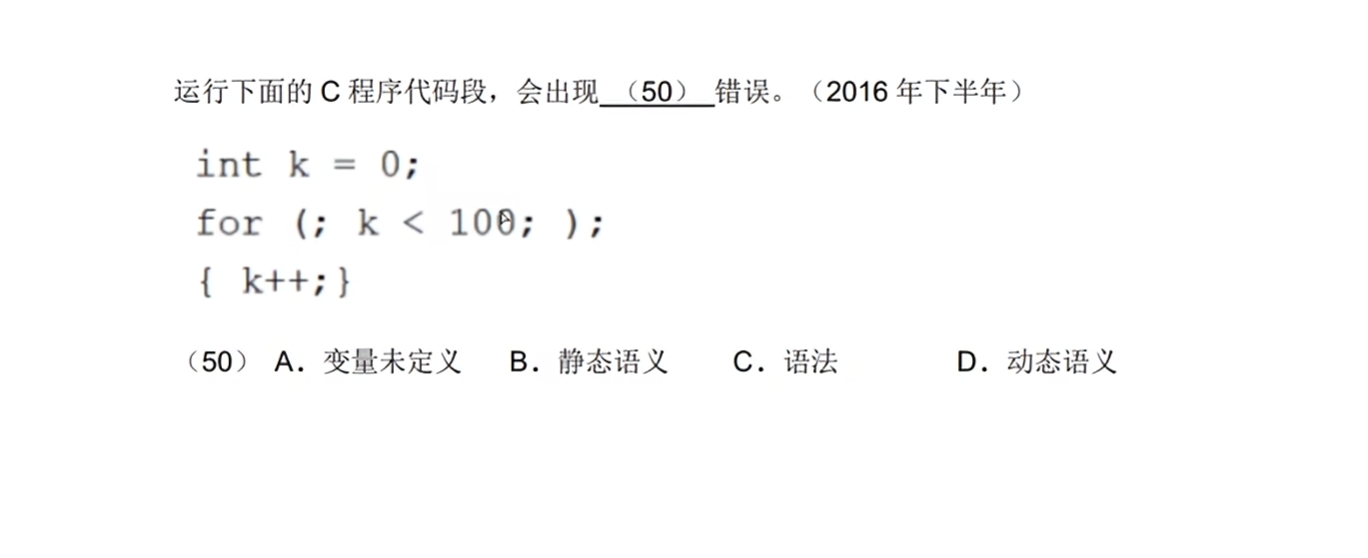 运行下面的 C 程序代码段，会出现 （50） 错误。（2016 年下半年）
int k = 0;
for (; k < 100; );
{ k++;}
（50） A．变量未定义 B．静态语义 C．语法 D．动态语义